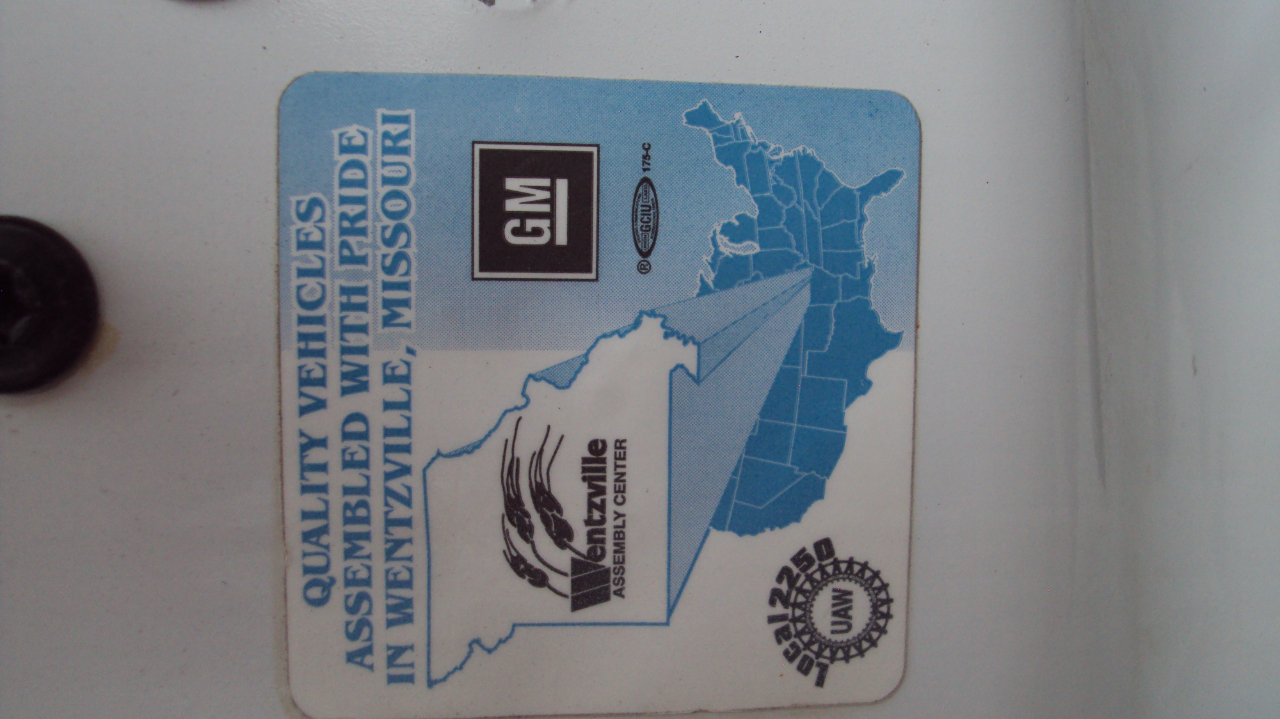 QUALITY VEHICLES
ASSEMBLED WITH PRIDE
IN WENTZVILLE, MISSOURI
GM
® GCIU 175-C
Wentzville
ASSEMBLY CENTER
Local 2250
UAW